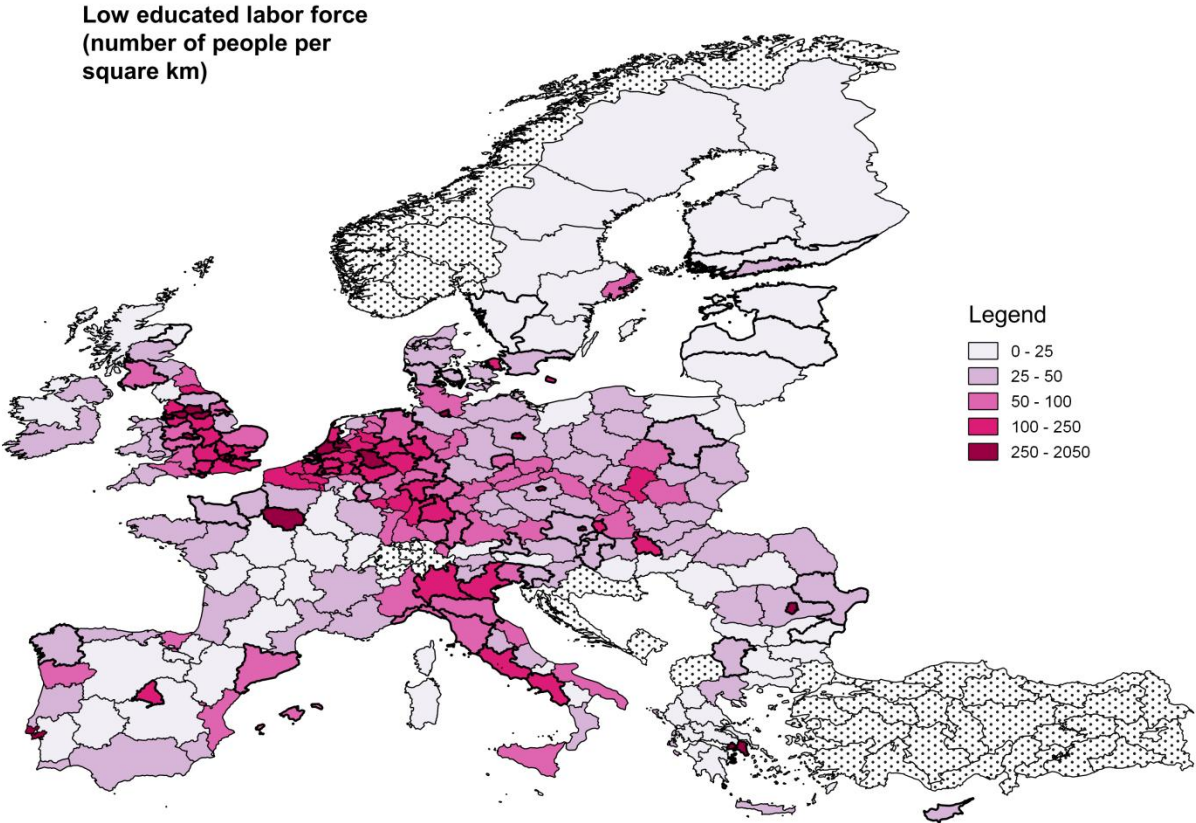 Low educated labor force
(number of people per
square km)
Legend
0 - 25
25 - 50
50 - 100
100 - 250
250 - 2050